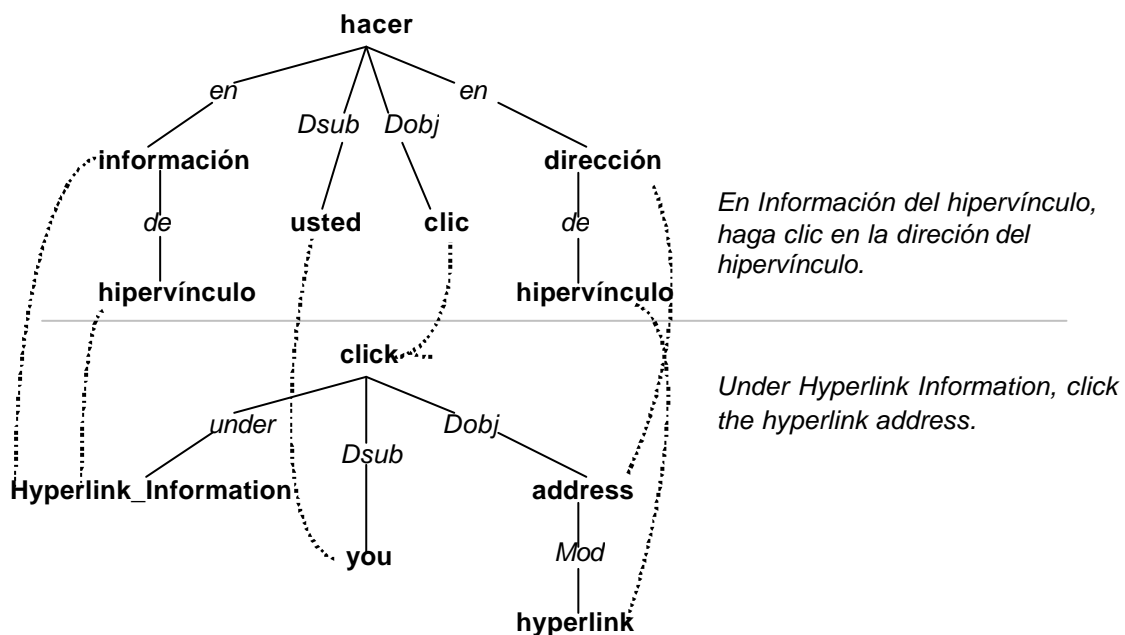 hacer
en
en
Dsub Dobj
información
dirección
de
usted
clic
de
hipervínculo
hipervínculo
En Información del hipervínculo,
haga clic en la direción del
hipervínculo.
click
under
Dobj
Dsub
Hyperlink_Information
address
you
Mod
hyperlink
Under Hyperlink Information, click
the hyperlink address.